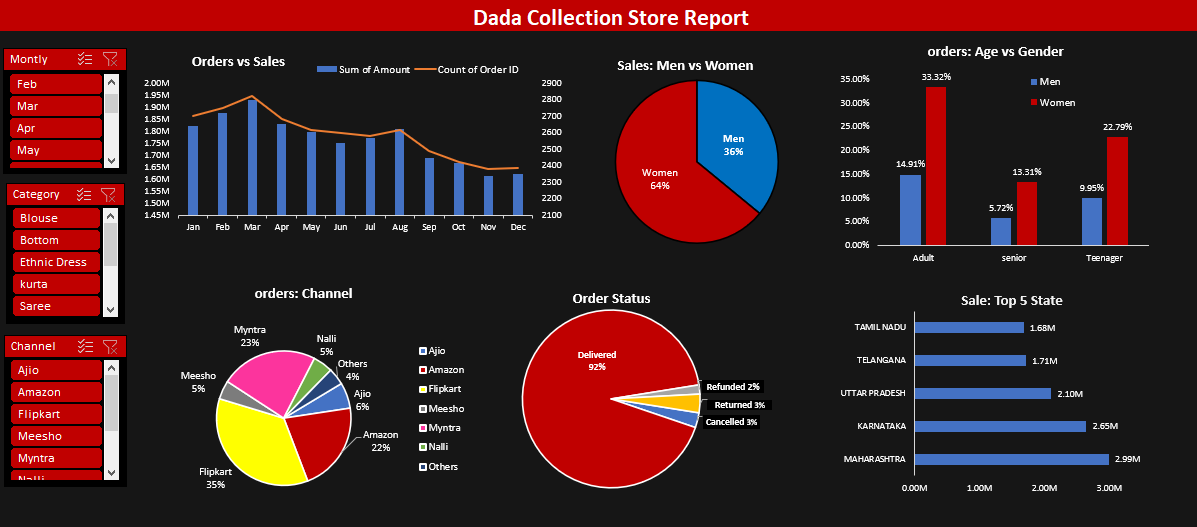 Dada Collection Store Report
Montly
Feb
Mar
Apr
May
Category
Blouse
Bottom
Ethnic Dress
kurta
Saree
Channel
Ajio
Amazon
Flipkart
Meesho
Myntra
Nalli
Orders vs Sales
Sum of Amount
Count of Order ID
2.00M
1.95M
1.90M
1.85M
1.80M
1.75M
1.70M
1.65M
1.60M
1.55M
1.50M
1.45M
2900
2800
2700
2600
2500
2400
2300
2200
2100
Jan Feb Mar Apr May Jun Jul Aug Sep Oct Nov Dec
Sales: Men vs Women
Men
36%
Women
64%
orders: Age vs Gender
Men
Women
35.00%
30.00%
25.00%
20.00%
15.00%
10.00%
5.00%
0.00%
14.91%
33.32%
5.72%
13.31%
9.95%
22.79%
Adult senior Teenager
orders: Channel
Myntra
23%
Nalli
5%
Others
4%
Ajio
6%
Amazon
22%
Flipkart
35%
Meesho
5%
Ajio
Amazon
Flipkart
Meesho
Myntra
Nalli
Others
Order Status
Delivered
92%
Refunded 2%
Returned 3%
Cancelled 3%
Sale: Top 5 State
TAMIL NADU 1.68M
TELANGANA 1.71M
UTTAR PRADESH 2.10M
KARNATAKA 2.65M
MAHARASHTRA 2.99M
0.00M 1.00M 2.00M 3.00M